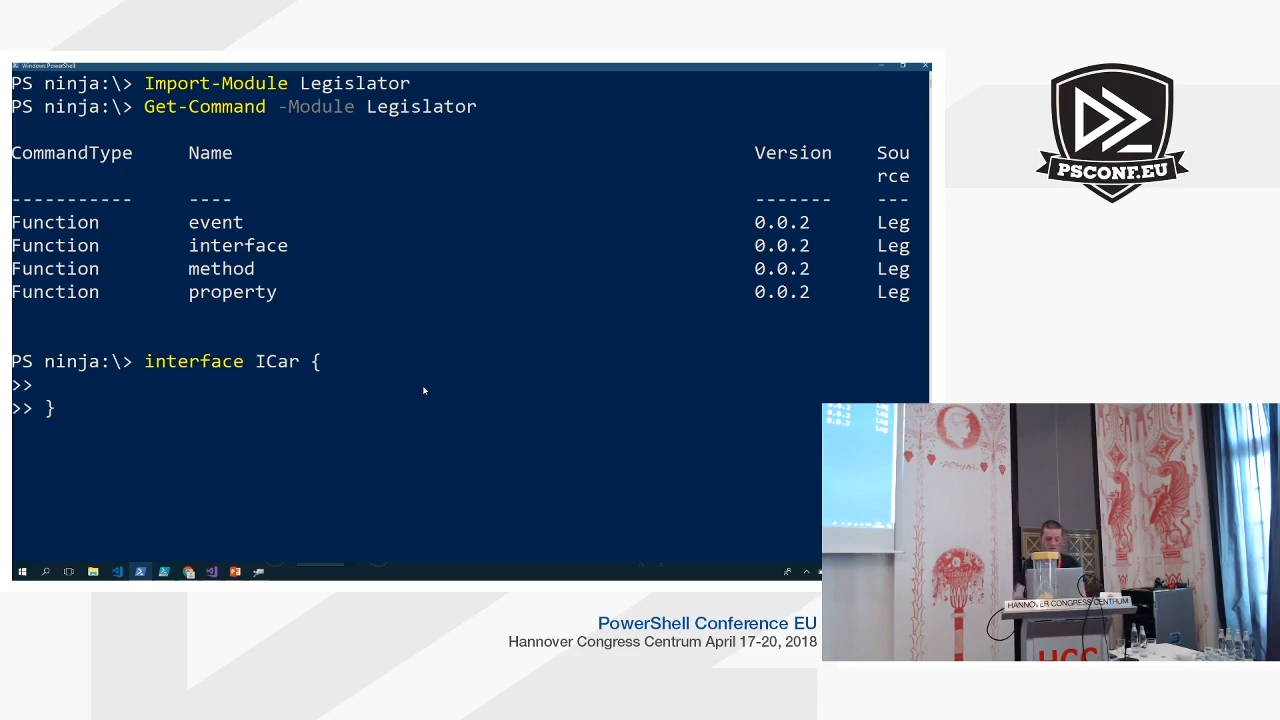 Windows PowerShell
PS ninja:\> Import-Module Legislator
PS ninja:\> Get-Command -Module Legislator
CommandType Name Version Sou
rce
----------- ---- ------- ---
Function event 0.0.2 Leg
Function interface 0.0.2 Leg
Function method 0.0.2 Leg
Function property 0.0.2 Leg
PS ninja:\> interface ICar {
>>
>> }
PSCONF.EU
HANNOVER CONGRESS CENTRUM
HCC
PowerShell Conference EU
Hannover Congress Centrum April 17-20, 2018